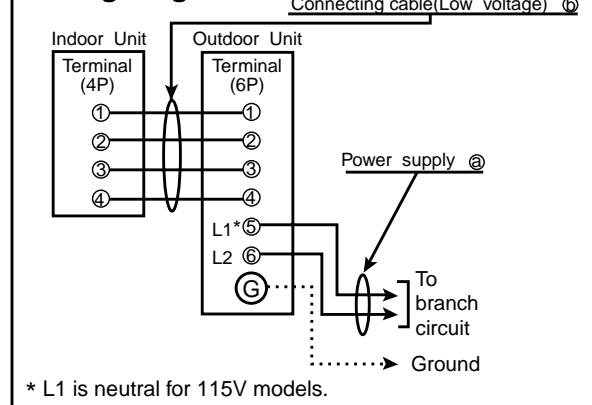 Connecting cable(Low voltage) ⓑ
Indoor Unit
Outdoor Unit
Terminal
(4P)
Terminal
(6P)
① ①
② ②
③ ③
④ ④
L1*⑤
L2 ⑥
G
Power supply ⓐ
To
branch
circuit
Ground
* L1 is neutral for 115V models.